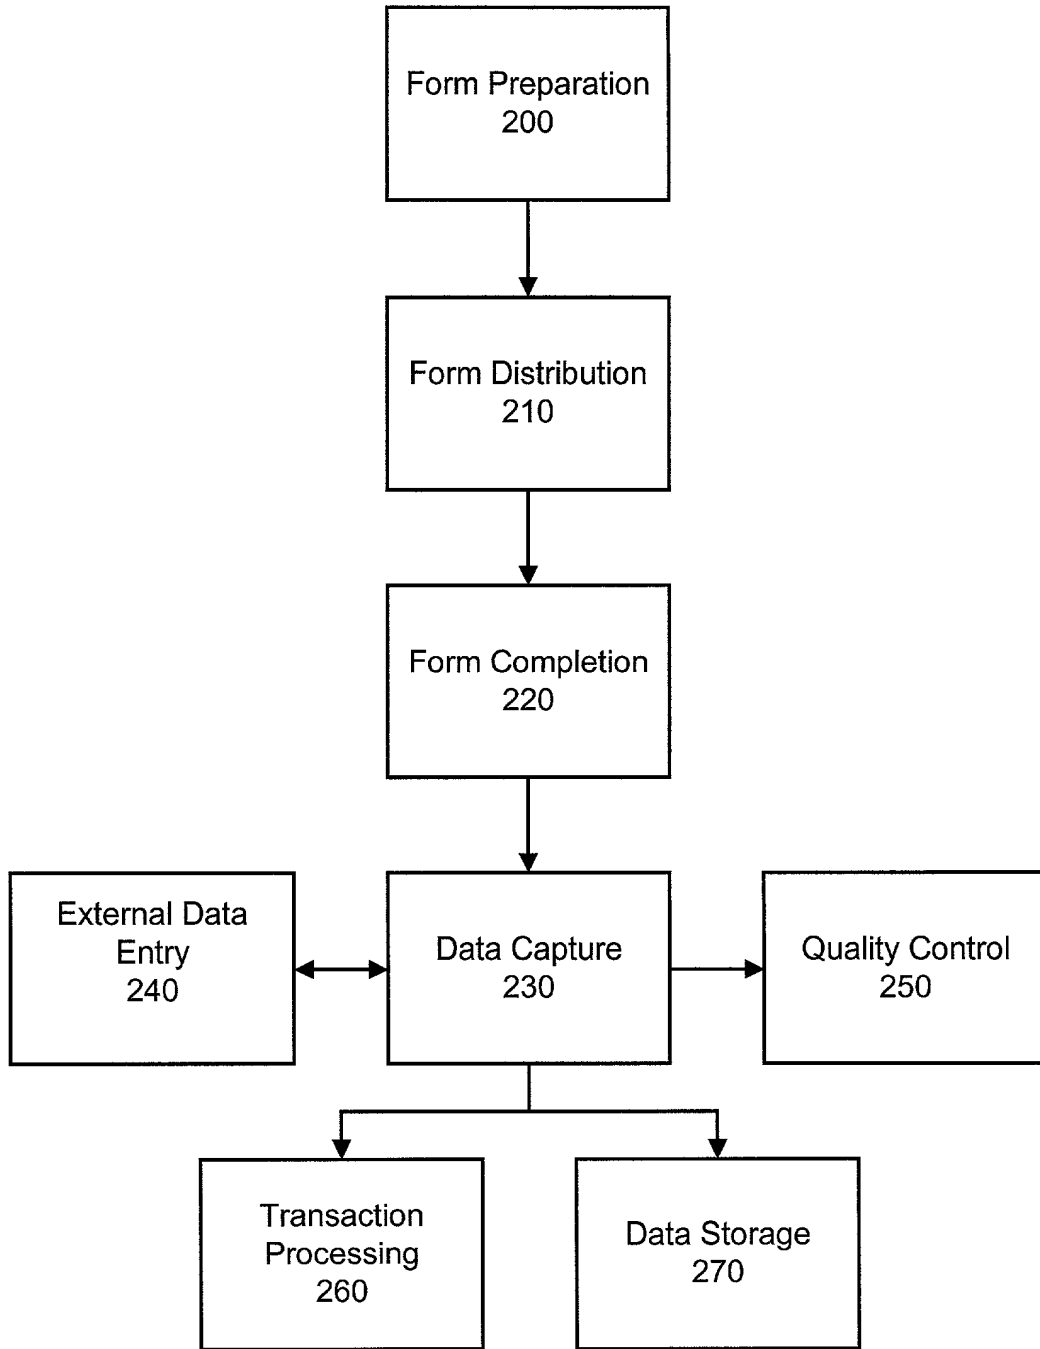 Form Preparation
200
Form Distribution
210
Form Completion
220
External Data
Entry
240
Data Capture
230
Quality Control
250
Transaction
Processing
260
Data Storage
270